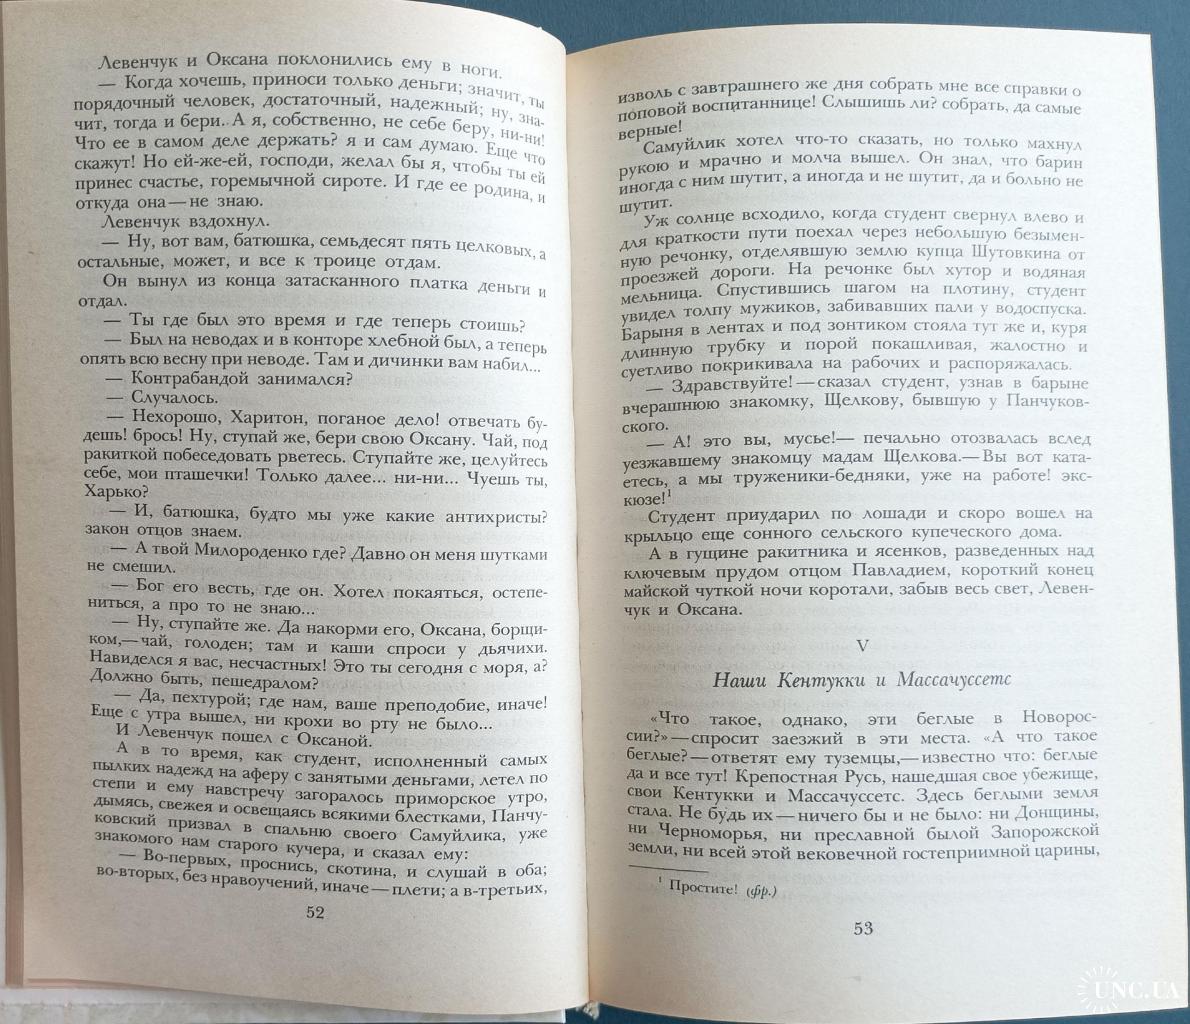 Левенчук и Оксана поклонились ему в ноги.
— Когда хочешь, приноси только деньги; значит, ты
порядочный человек, достаточный, надежный; ну, зна-
чит, тогда и бери. А я, собственно, не себе беру, ни-ни!
Что ее в самом деле держать? я и сам думаю. Еще что
скажут! Но ей-же-ей, господи, желал бы я, чтобы ты ей
принес счастье, горемычной сироте. И где ее родина, и
откуда она — не знаю.
Левенчук вздохнул.
— Ну, вот вам, батюшка, семьдесят пять целковых, а
остальные, может, и все к троице отдам.
Он вынул из конца затасканного платка деньги и
отдал.
— Ты где был это время и где теперь стоишь?
— Был на неводах и в конторе хлебной был, а теперь
опять всю весну при неводе. Там и дичинки вам набил...
— Контрабандой занимался?
— Случалось.
— Нехорошо, Харитон, поганое дело! отвечать бу-
дешь! брось! Ну, ступай же, бери свою Оксану. Чай, под
ракиткой побеседовать рветесь. Ступайте же, целуйтесь
себе, мои пташечки! Только далее... ни-ни... Чуешь ты,
Харько?
— И, батюшка, будто мы уже какие антихристы?
закон отцов знаем.
— А твой Милороденко где? Давно он меня шутками
не смешил.
— Бог его весть, где он. Хотел покаяться, остепе-
ниться, а про то не знаю...
— Ну, ступайте же. Да накорми его, Оксана, борщи-
ком,— чай, голоден; там и каши спроси у дьячихи.
Навиделся я вас, несчастных! Это ты сегодня с моря, а?
Должно быть, пешедралом?
— Да, пехтурой; где нам, ваше преподобие, иначе!
Еще с утра вышел, ни крохи во рту не было...
И Левенчук пошел с Оксаной.
А в то время, как студент, исполненный самых
пылких надежд на аферу с занятыми деньгами, летел по
степи и ему навстречу загоралось приморское утро,
дымясь, свежея и освещаясь всякими блестками, Панчу-
ковский призвал в спальню своего Самуйлика, уже
знакомого нам старого кучера, и сказал ему:
— Во-первых, проснись, скотина, и слушай в оба;
во-вторых, без нравоучений, иначе — плети; а в-третьих,
52
изволь с завтрашнего же дня собрать мне все справки о
поповой воспитаннице! Слышишь ли? собрать, да самые
верные!
Самуйлик хотел что-то сказать, но только махнул
рукою и мрачно и молча вышел. Он знал, что барин
иногда с ним шутит, а иногда и не шутит, да и больно не
шутит.
Уж солнце всходило, когда студент свернул влево и
для краткости пути поехал через небольшую безымен-
ную речонку, отделявшую землю купца Шутовкина от
проезжей дороги. На речонке был хутор и водяная
мельница. Спустившись шагом на плотину, студент
увидел толпу мужиков, забивавших пали у водоспуска.
Барыня в лентах и под зонтиком стояла тут же и, куря
длинную трубку и порой покашливая, жалостно и
суетливо покрикивала на рабочих и распоряжалась.
— Здравствуйте! — сказал студент, узнав в барыне
вчерашнюю знакомку, Щелкову, бывшую у Панчуков-
ского.
— А! это вы, мусье! — печально отозвалась вслед
уезжавшему знакомцу мадам Щелкова.— Вы вот ката-
етесь, а мы труженики-бедняки, уже на работе! экс-
кюзе!¹
Студент приударил по лошади и скоро вошел на
крыльцо еще сонного сельского купеческого дома.
А в гущине ракитника и ясенков, разведенных над
ключевым прудом отцом Павладием, короткий конец
майской чуткой ночи коротали, забыв весь свет, Левен-
чук и Оксана.
V
Наши Кентукки и Массачуссетс
«Что такое, однако, эти беглые в Новорос-
сии?» — спросит заезжий в эти места. «А что такое
беглые? — ответят ему туземцы,— известно что: беглые
да и все тут! Крепостная Русь, нашедшая свое убежище,
свои Кентукки и Массачуссетс. Здесь беглыми земля
стала. Не будь их — ничего бы и не было: ни Донщины,
ни Черноморья, ни преславной былой Запорожской
земли, ни всей этой вековечной гостеприимной царины,
¹ Простите! (фр.)
53
UNC.UA